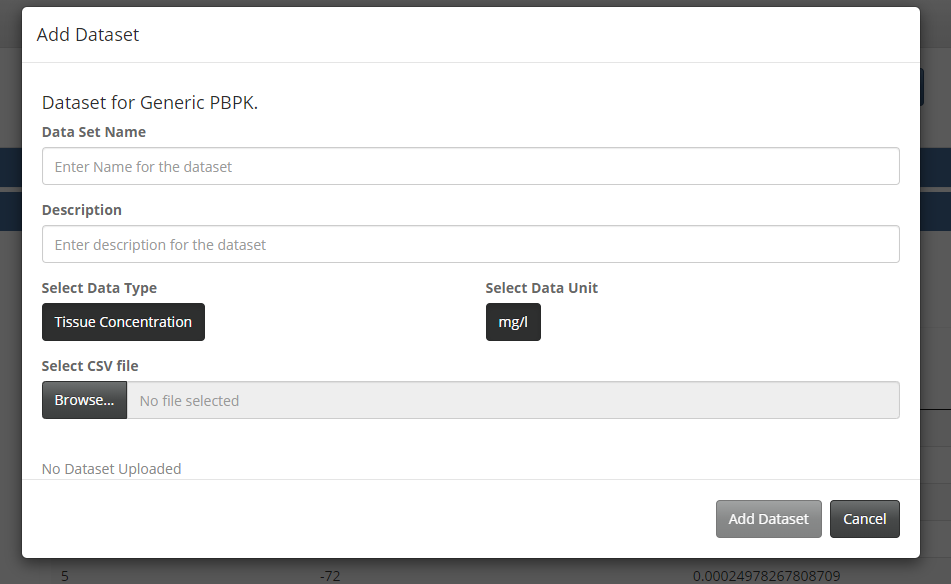 Add Dataset
Dataset for Generic PBPK.
Data Set Name
Enter Name for the dataset
Description
Enter description for the dataset
Select Data Type Select Data Unit
Tissue Concentration mg/l
Select CSV file
Browse... No file selected
No Dataset Uploaded
Add Dataset Cancel
5 -72 0.00024978267808709